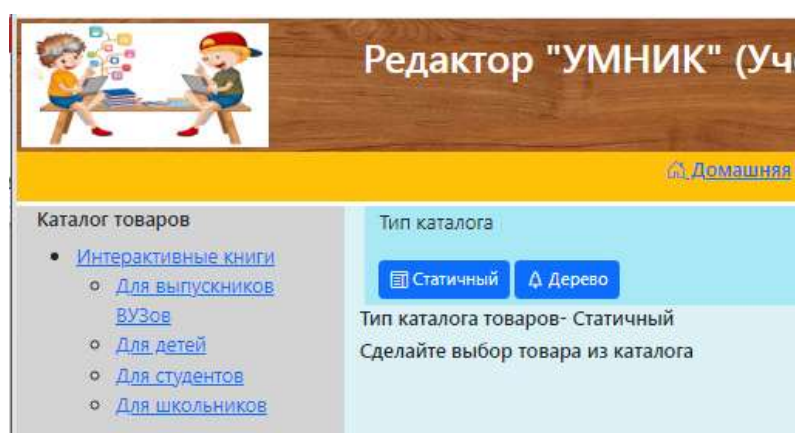 Редактор "УМНИК" (Уч
Домашняя
Каталог товаров
Интерактивные книги
Для выпускников
ВУЗов
Для детей
Для студентов
Для школьников
Тип каталога
Статичный Дерево
Тип каталога товаров- Статичный
Сделайте выбор товара из каталога